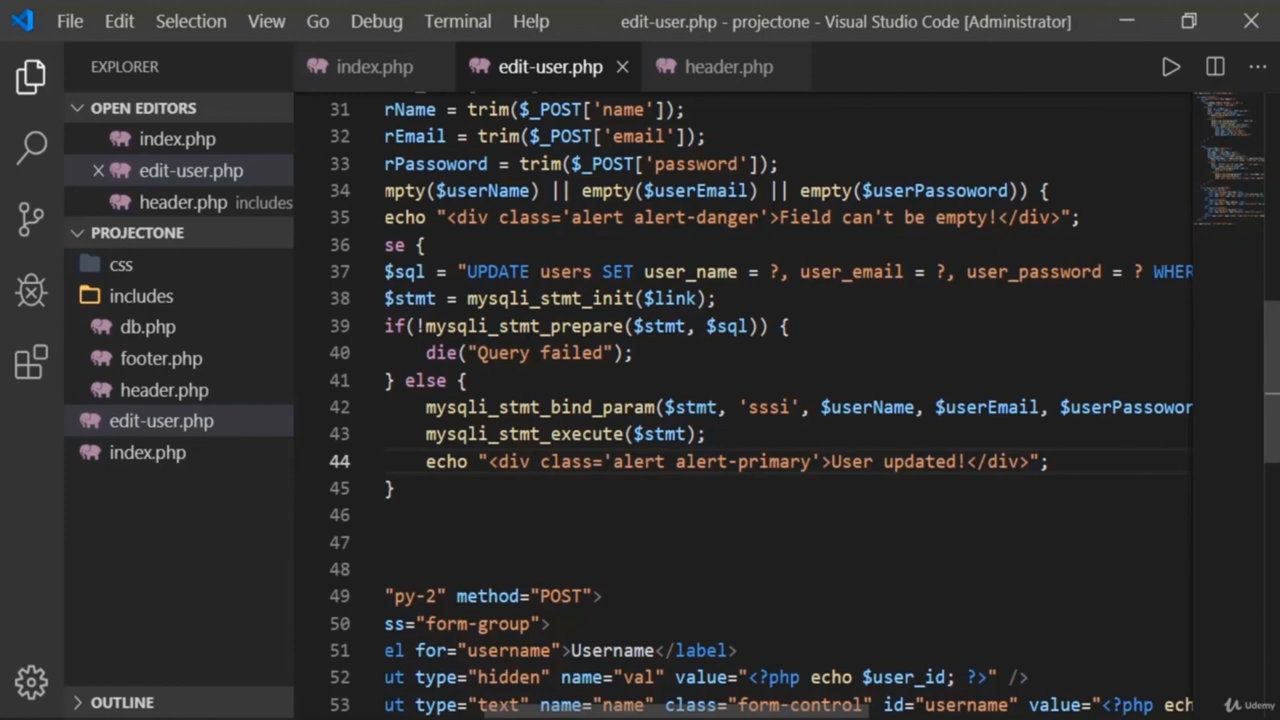 File Edit Selection View Go Debug Terminal Help edit-user.php - projectone - Visual Studio Code [Administrator]
EXPLORER
index.php edit-user.php header.php
OPEN EDITORS
index.php
edit-user.php
header.php includes
PROJECTONE
css
includes
db.php
footer.php
header.php
edit-user.php
index.php
OUTLINE
31 rName = trim($_POST['name']);
32 rEmail = trim($_POST['email']);
33 rPassoword = trim($_POST['password']);
34 mpty($userName) || empty($userEmail) || empty($userPassoword)) {
35 echo "<div class='alert alert-danger'>Field can't be empty!</div>";
36 se {
37 $sql = "UPDATE users SET user_name = ?, user_email = ?, user_password = ? WHER
38 $stmt = mysqli_stmt_init($link);
39 if(!mysqli_stmt_prepare($stmt, $sql)) {
40 die("Query failed");
41 } else {
42 mysqli_stmt_bind_param($stmt, 'sssi', $userName, $userEmail, $userPassowor
43 mysqli_stmt_execute($stmt);
44 echo "<div class='alert alert-primary'>User updated!</div>";
45 }
46
47
48
49 "py-2" method="POST">
50 ss="form-group">
51 el for="username">Username</label>
52 ut type="hidden" name="val" value="<?php echo $user_id; ?>" />
53 ut type="text" name="name" class="form-control" id="username" value="<?php ech
Udemy